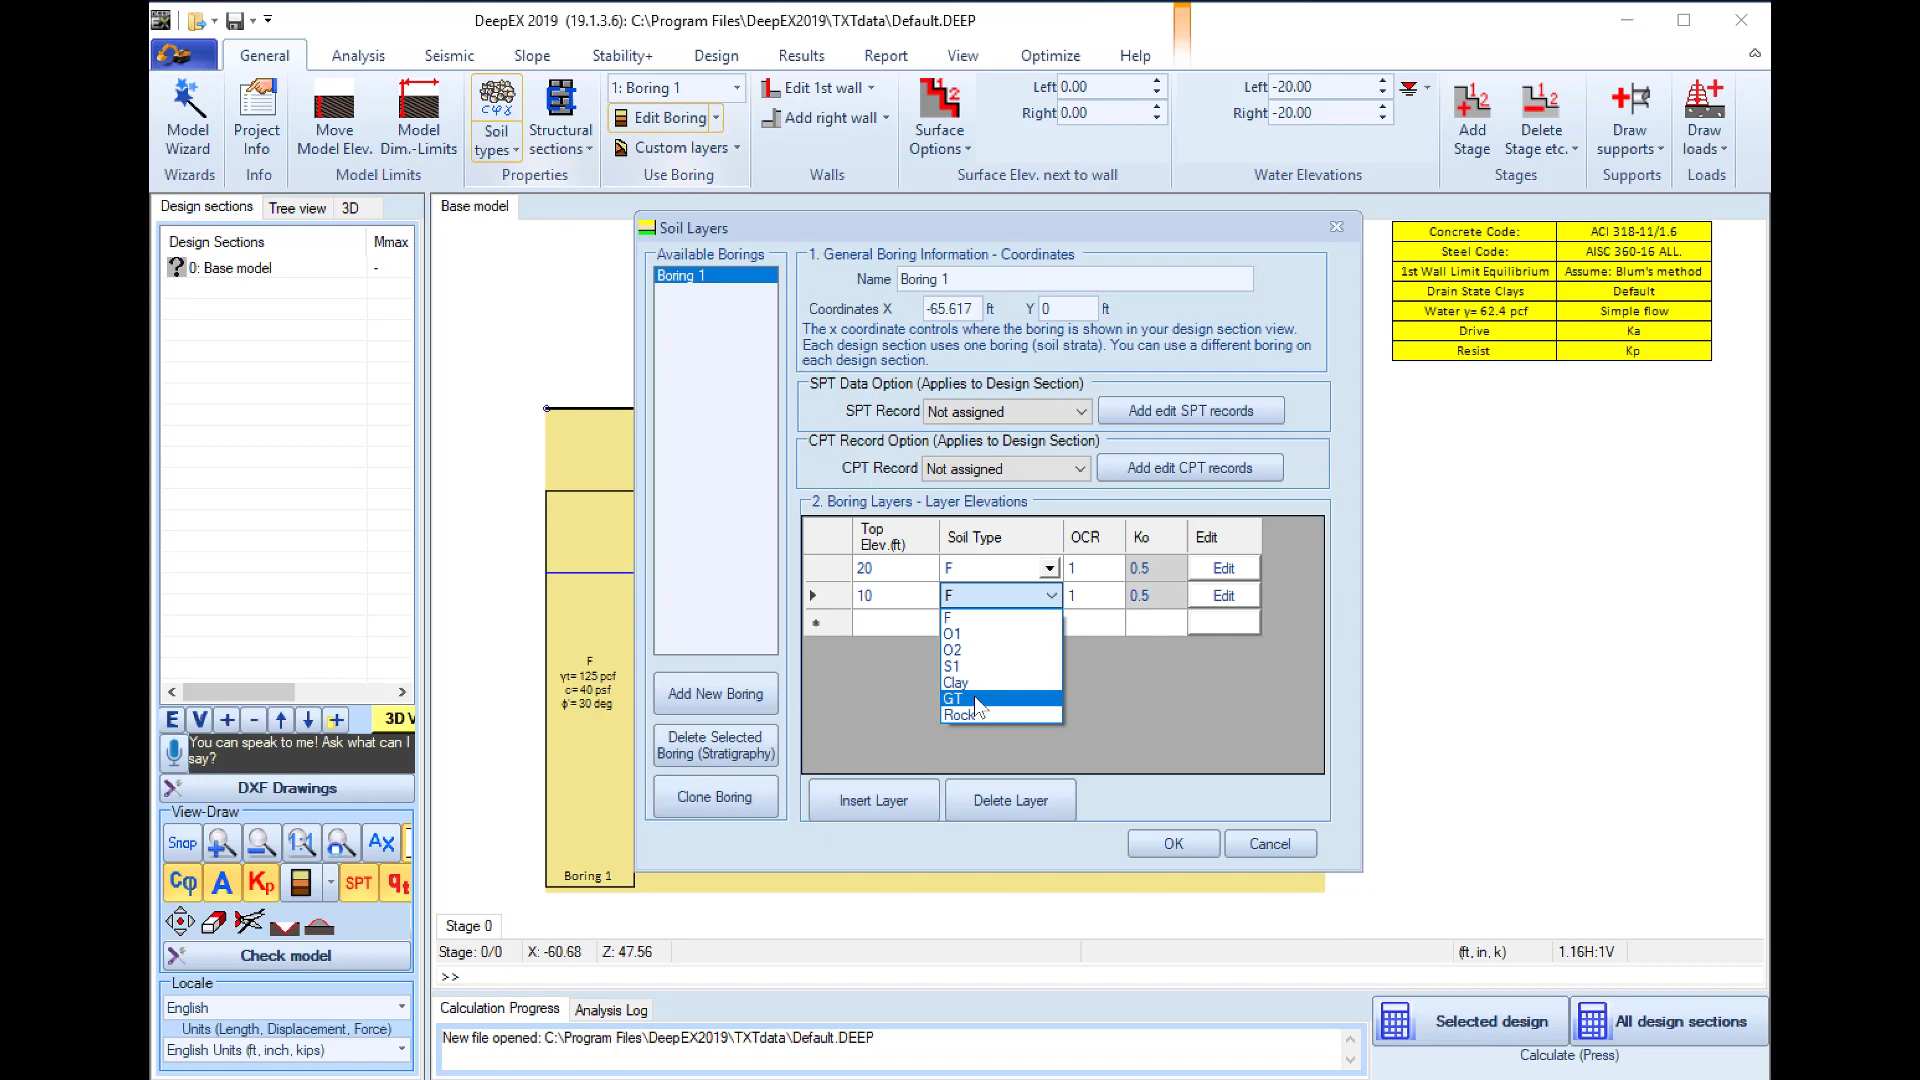 DeepEX 2019 (19.1.3.6): C:\Program Files\DeepEX2019\TXTdata\Default.DEEP
General
Analysis
Seismic
Slope
Stability+
Design
Results
Report
View
Optimize
Help
Model Wizard
Wizards
Project Info
Info
Move Model Elev.
Model Dim.-Limits
Model Limits
cφγ
Soil types
Structural sections
Properties
1: Boring 1
Edit Boring
Custom layers
Use Boring
Edit 1st wall
Add right wall
Walls
Surface Options
Left 0.00
Right 0.00
Surface Elev. next to wall
Left -20.00
Right -20.00
Water Elevations
Add Stage
Delete Stage etc.
Stages
Draw supports
Supports
Draw loads
Loads
Design sections
Tree view
3D
Design Sections
Mmax
0: Base model
-
E V + -
3D V
You can speak to me! Ask what can I
say?
DXF Drawings
View-Draw
Snap
1:1
Ax
Cφ
A
Kp
SPT
qt
Check model
Locale
English
Units (Length, Displacement, Force)
English Units (ft, inch, kips)
Base model
F
γt= 125 pcf
c= 40 psf
ϕ'= 30 deg
Boring 1
Soil Layers
Available Borings
Boring 1
Add New Boring
Delete Selected
Boring (Stratigraphy)
Clone Boring
1. General Boring Information - Coordinates
Name Boring 1
Coordinates X -65.617 ft Y 0 ft
The x coordinate controls where the boring is shown in your design section view.
Each design section uses one boring (soil strata). You can use a different boring on
each design section.
SPT Data Option (Applies to Design Section)
SPT Record Not assigned Add edit SPT records
CPT Record Option (Applies to Design Section)
CPT Record Not assigned Add edit CPT records
2. Boring Layers - Layer Elevations
Top Elev.(ft) Soil Type OCR Ko Edit
20 F 1 0.5 Edit
10 F 1 0.5 Edit
F
O1
O2
S1
Clay
GT
Rock
Insert Layer
Delete Layer
OK
Cancel
Concrete Code: ACI 318-11/1.6
Steel Code: AISC 360-16 ALL.
1st Wall Limit Equilibrium Assume: Blum's method
Drain State Clays Default
Water γ= 62.4 pcf Simple flow
Drive Ka
Resist Kp
Stage 0
Stage: 0/0 X: -60.68 Z: 47.56
(ft, in, k) 1.16H:1V
>>
Calculation Progress
Analysis Log
New file opened: C:\Program Files\DeepEX2019\TXTdata\Default.DEEP
Selected design
All design sections
Calculate (Press)